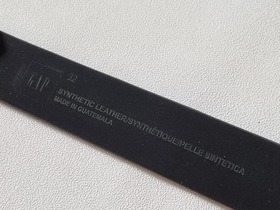 32
GAP
SYNTHETIC LEATHER/SYNTHÉTIQUE/PELLE SINTETICA
MADE IN GUATEMALA